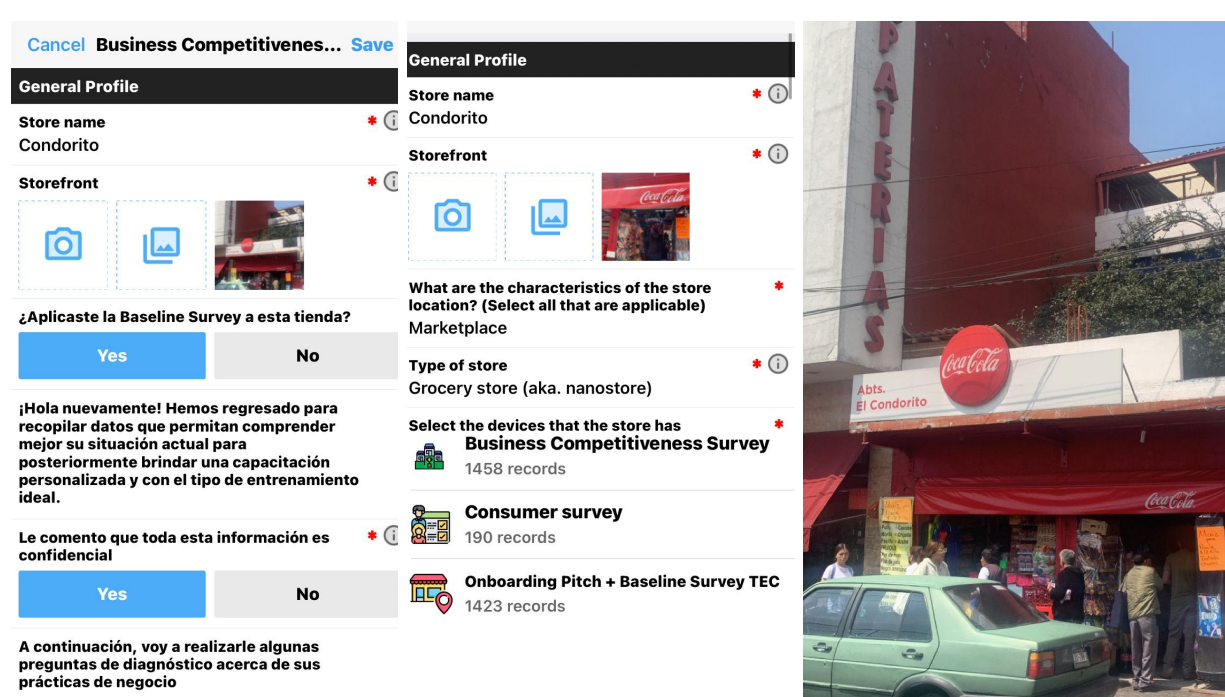 Cancel Business Competitivenes... Save
General Profile
Store name
Condorito
Storefront
¿Aplicaste la Baseline Survey a esta tienda?
Yes No
¡Hola nuevamente! Hemos regresado para
recopilar datos que permitan comprender
mejor su situación actual para
posteriormente brindar una capacitación
personalizada y con el tipo de entrenamiento
ideal.
Le comento que toda esta información es
confidencial
Yes No
A continuación, voy a realizarle algunas
preguntas de diagnóstico acerca de sus
prácticas de negocio
General Profile
Store name
Condorito
Storefront
Coca-Cola
What are the characteristics of the store
location? (Select all that are applicable)
Marketplace
Type of store
Grocery store (aka. nanostore)
Select the devices that the store has
Business Competitiveness Survey
1458 records
Consumer survey
190 records
Onboarding Pitch + Baseline Survey TEC
1423 records
PATERIAS
Coca-Cola
Abts.
El Condorito
Coca-Cola